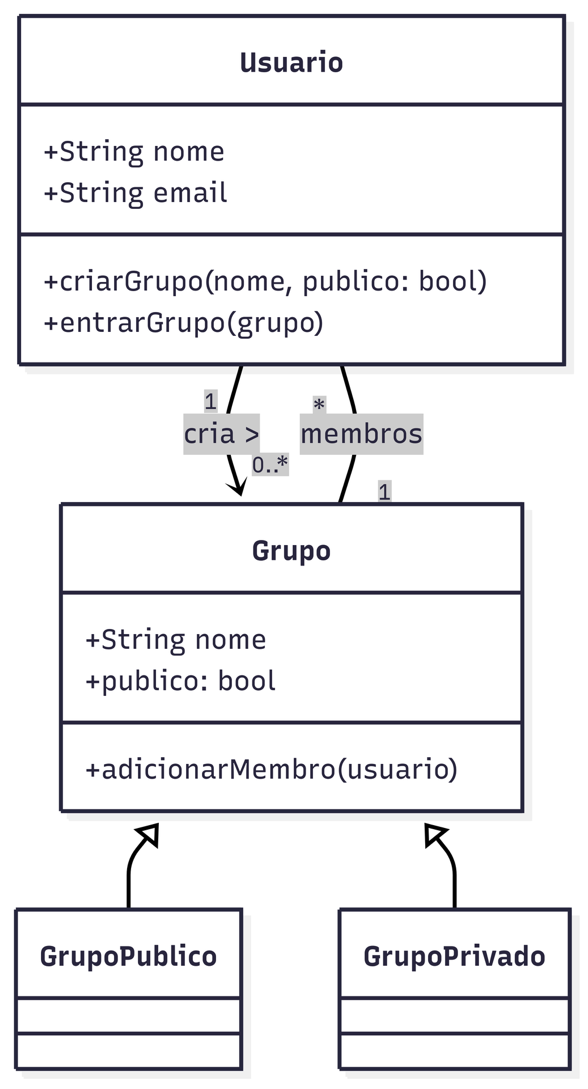 Usuario
+String nome
+String email
+criarGrupo(nome, publico: bool)
+entrarGrupo(grupo)
1
*
cria >
membros
0..*
1
Grupo
+String nome
+publico: bool
+adicionarMembro(usuario)
GrupoPublico
GrupoPrivado